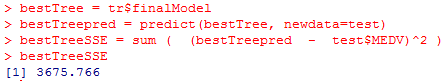 > bestTree = tr$finalModel
> bestTreepred = predict(bestTree, newdata=test)
> bestTreeSSE = sum (  (bestTreepred  -  test$MEDV)^2 )
> bestTreeSSE
[1] 3675.766